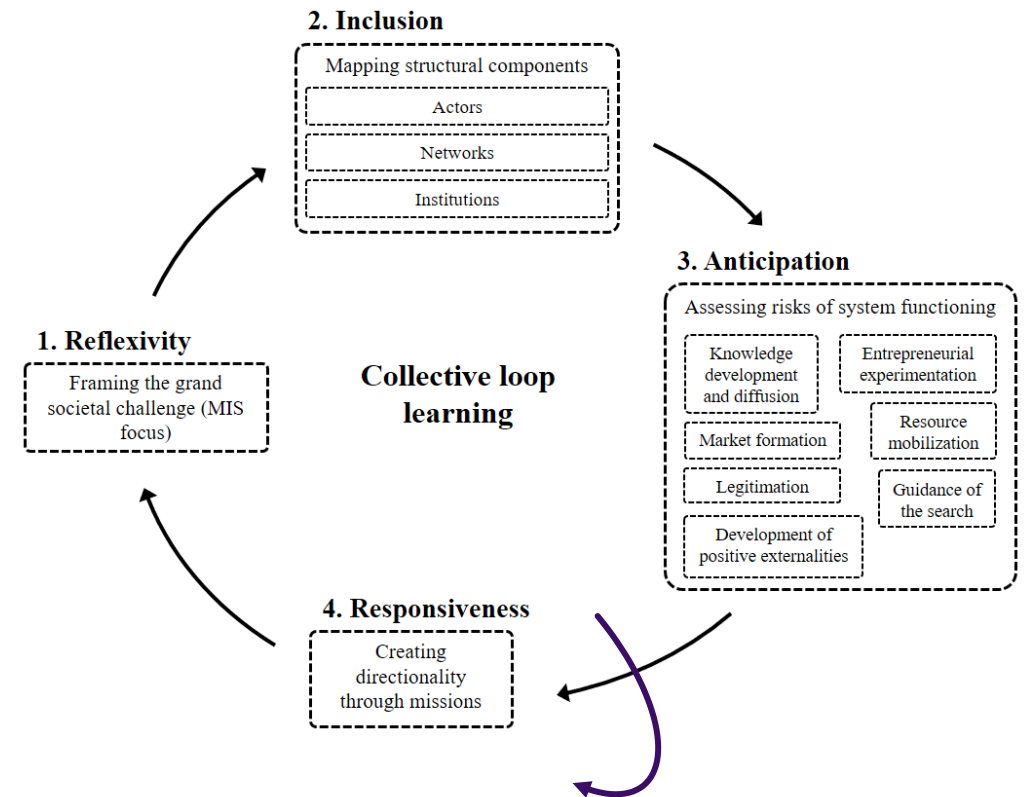 2. Inclusion
Mapping structural components
Actors
Networks
Institutions
3. Anticipation
Assessing risks of system functioning
Knowledge
development
and diffusion
Entrepreneurial
experimentation
Resource
mobilization
Market formation
Legitimation
Guidance of
the search
Development of
positive externalities
1. Reflexivity
Framing the grand
societal challenge (MIS
focus)
Collective loop
learning
4. Responsiveness
Creating
directionality
through missions